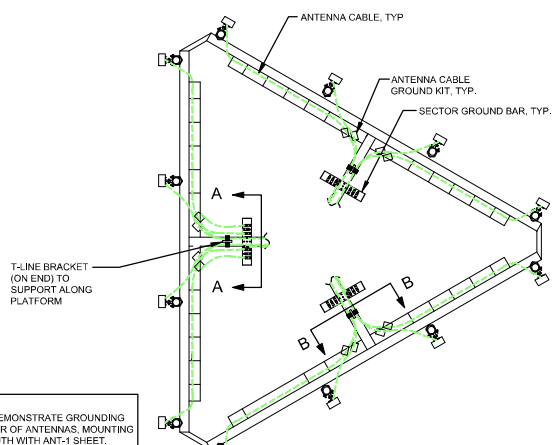 ANTENNA CABLE, TYP
ANTENNA CABLE
GROUND KIT, TYP.
SECTOR GROUND BAR, TYP.
A
A
T-LINE BRACKET
(ON END) TO
SUPPORT ALONG
PLATFORM
B
B
EMONSTRATE GROUNDING
R OF ANTENNAS, MOUNTING
UTH WITH ANT-1 SHEET.